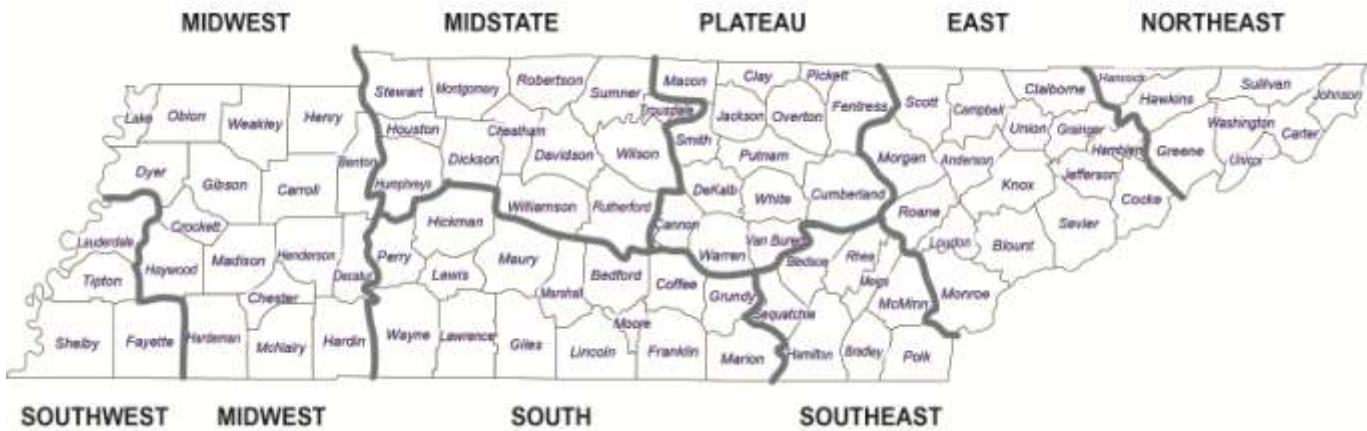 MIDWEST MIDSTATE PLATEAU EAST NORTHEAST
Macon Clay Pickett Hancock
Stewart Montgomery Robertson Sumner Trousdale Jackson Overton Fentress Scott Campbell Claiborne Hawkins Sullivan Johnson
Lake Obion Weakley Henry Houston Cheatham Smith Union Grainger Washington Carter
Benton Dickson Davidson Wilson Putnam Morgan Anderson Hamblen Greene Unicoi
Dyer Gibson Carroll Humphreys DeKalb White Cumberland Knox Jefferson Cocke
Crockett Hickman Williamson Rutherford Cannon Van Buren Roane Sevier
Lauderdale Haywood Madison Henderson Decatur Perry Lewis Maury Bedford Warren Bledsoe Rhea Loudon Blount
Tipton Chester Marshall Coffee Grundy Sequatchie Meigs McMinn Monroe
Shelby Fayette Hardeman McNairy Hardin Wayne Lawrence Giles Lincoln Moore Franklin Marion Hamilton Bradley Polk
SOUTHWEST MIDWEST SOUTH SOUTHEAST